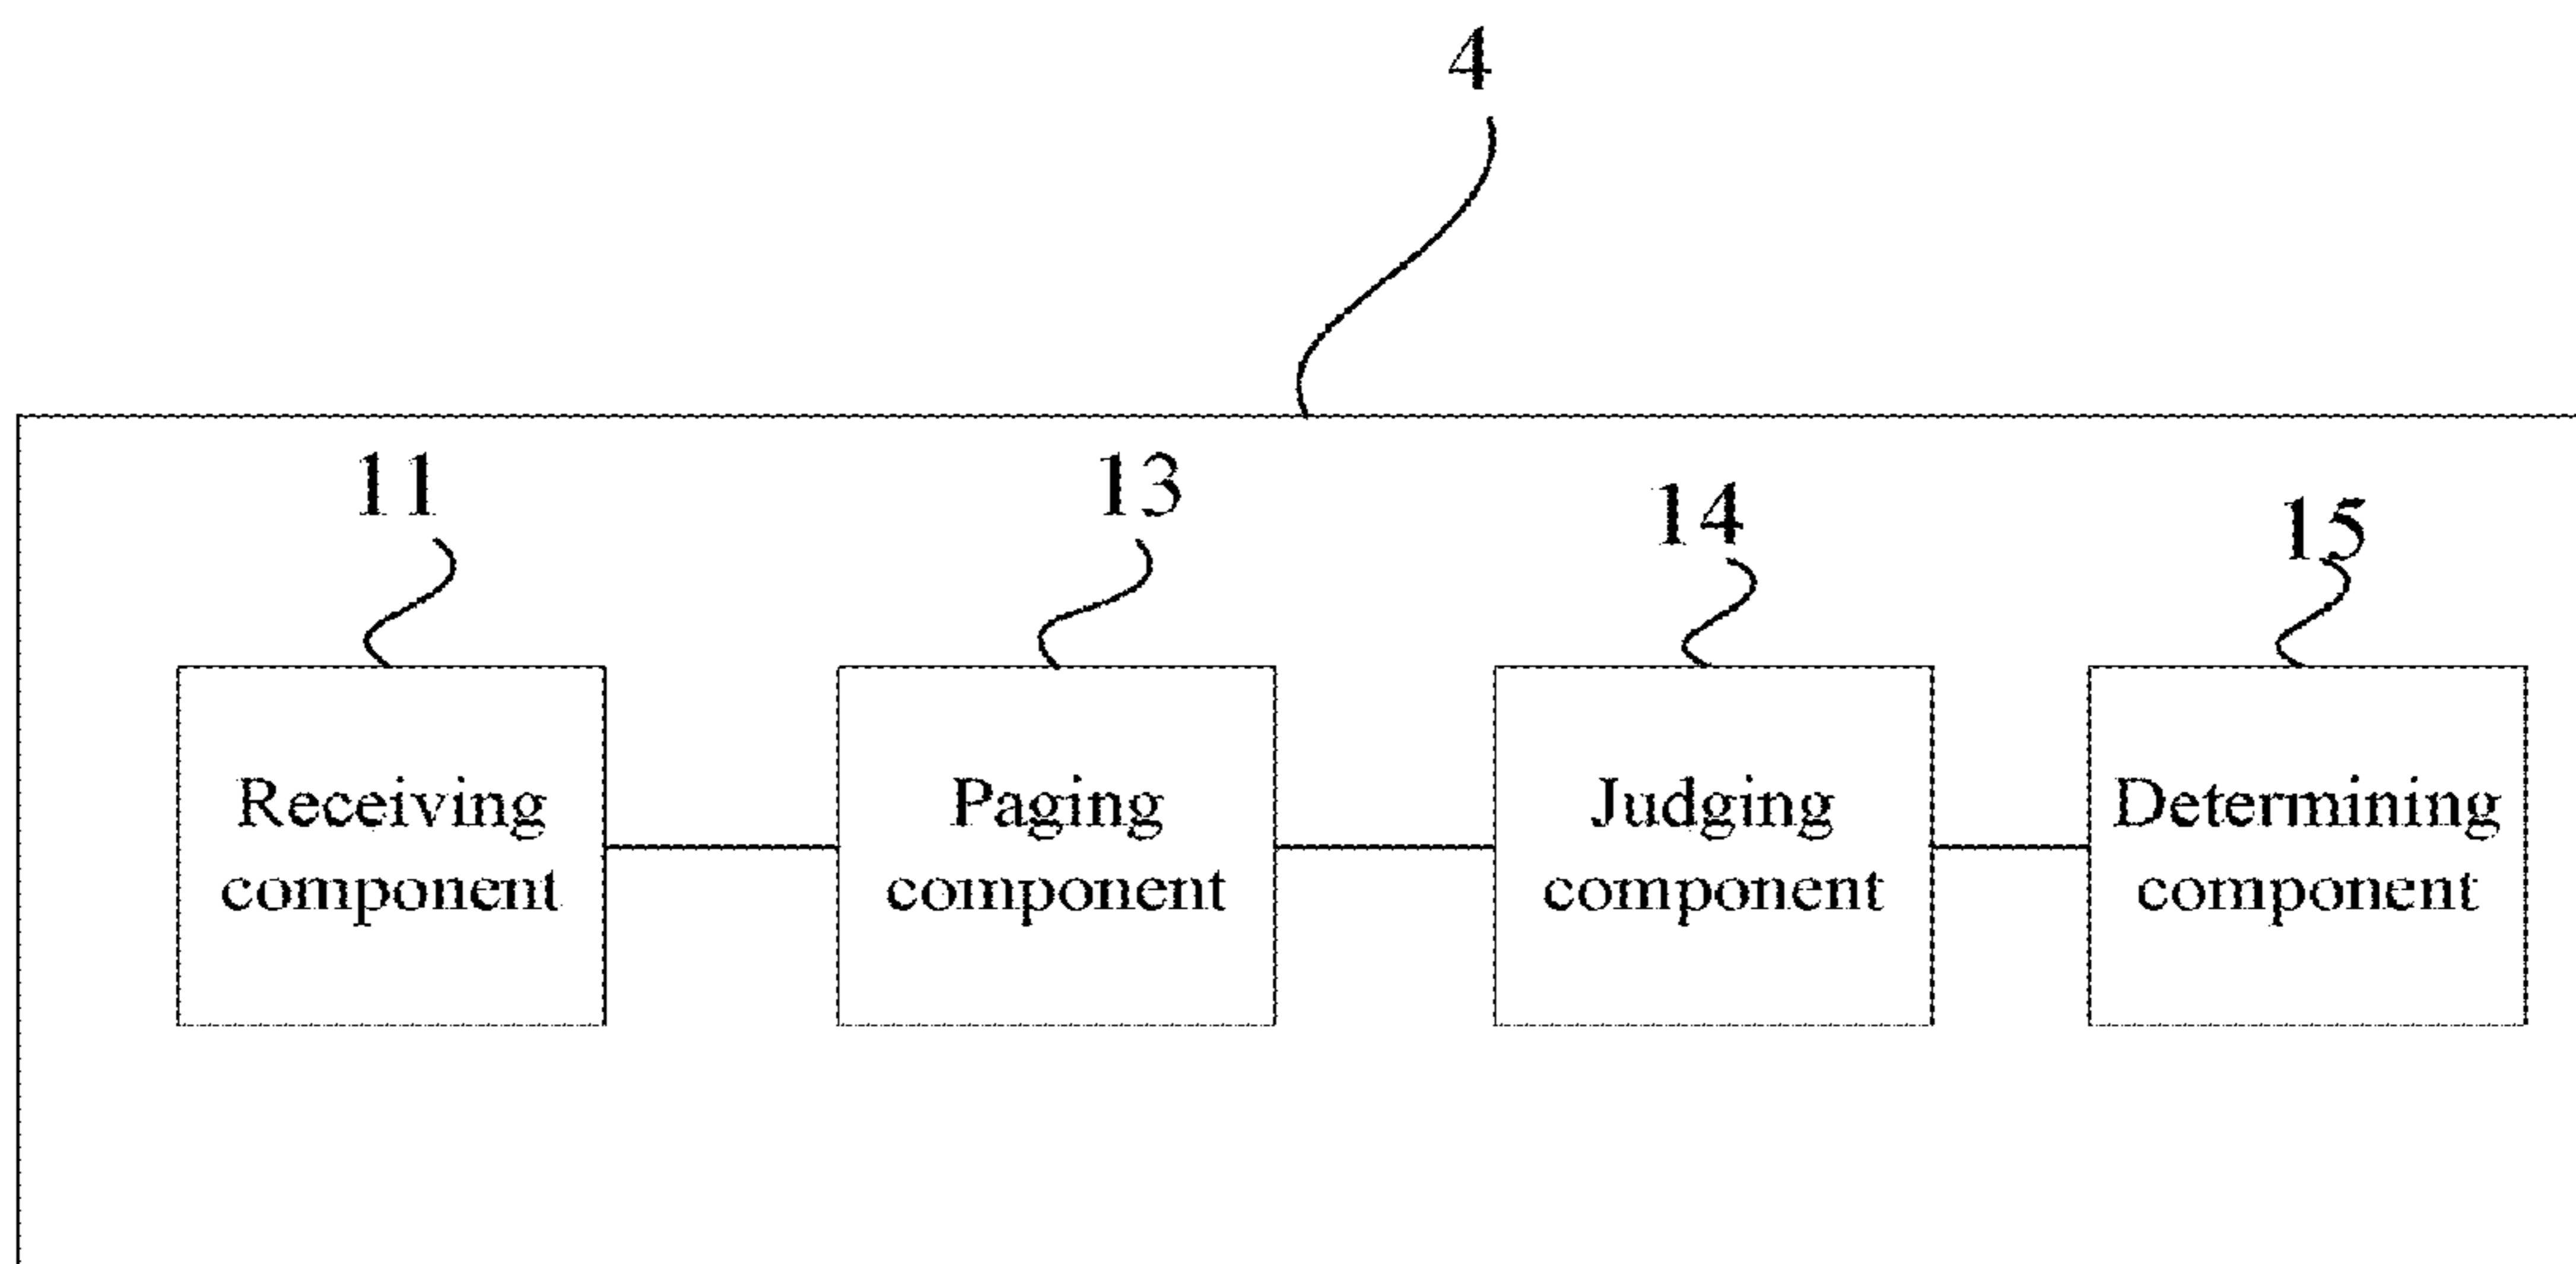 4
11
13
14
15
Receiving
component
Paging
component
Judging
component
Determining
component